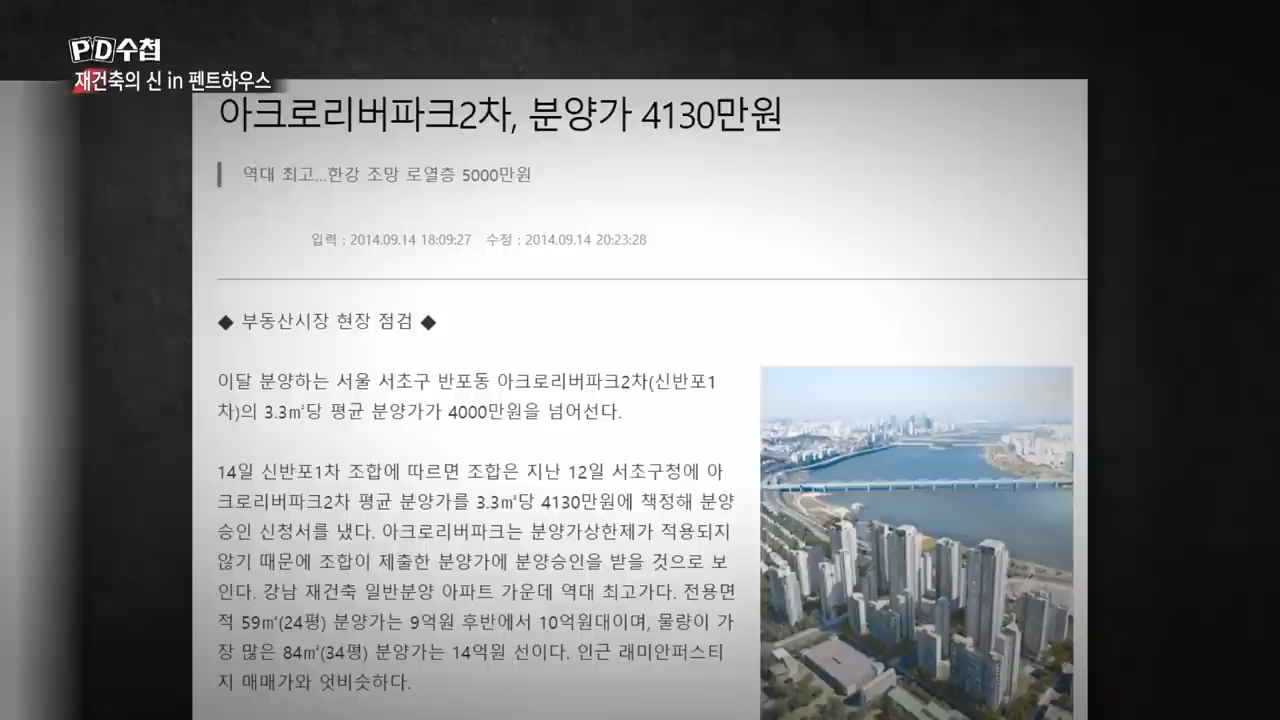 PD수첩
재건축의 신 in 펜트하우스
아크로리버파크2차, 분양가 4130만원
역대 최고...한강 조망 로열층 5000만원
입력 : 2014.09.14 18:09:27 수정 : 2014.09.14 20:23:28
◆ 부동산시장 현장 점검 ◆
이달 분양하는 서울 서초구 반포동 아크로리버파크2차(신반포1
차)의 3.3㎡당 평균 분양가가 4000만원을 넘어선다.
14일 신반포1차 조합에 따르면 조합은 지난 12일 서초구청에 아
크로리버파크2차 평균 분양가를 3.3㎡당 4130만원에 책정해 분양
승인 신청서를 냈다. 아크로리버파크는 분양가상한제가 적용되지
않기 때문에 조합이 제출한 분양가에 분양승인을 받을 것으로 보
인다. 강남 재건축 일반분양 아파트 가운데 역대 최고가다. 전용면
적 59㎡(24평) 분양가는 9억원 후반에서 10억원대이며, 물량이 가
장 많은 84㎡(34평) 분양가는 14억원 선이다. 인근 래미안퍼스티
지 매매가와 엇비슷하다.